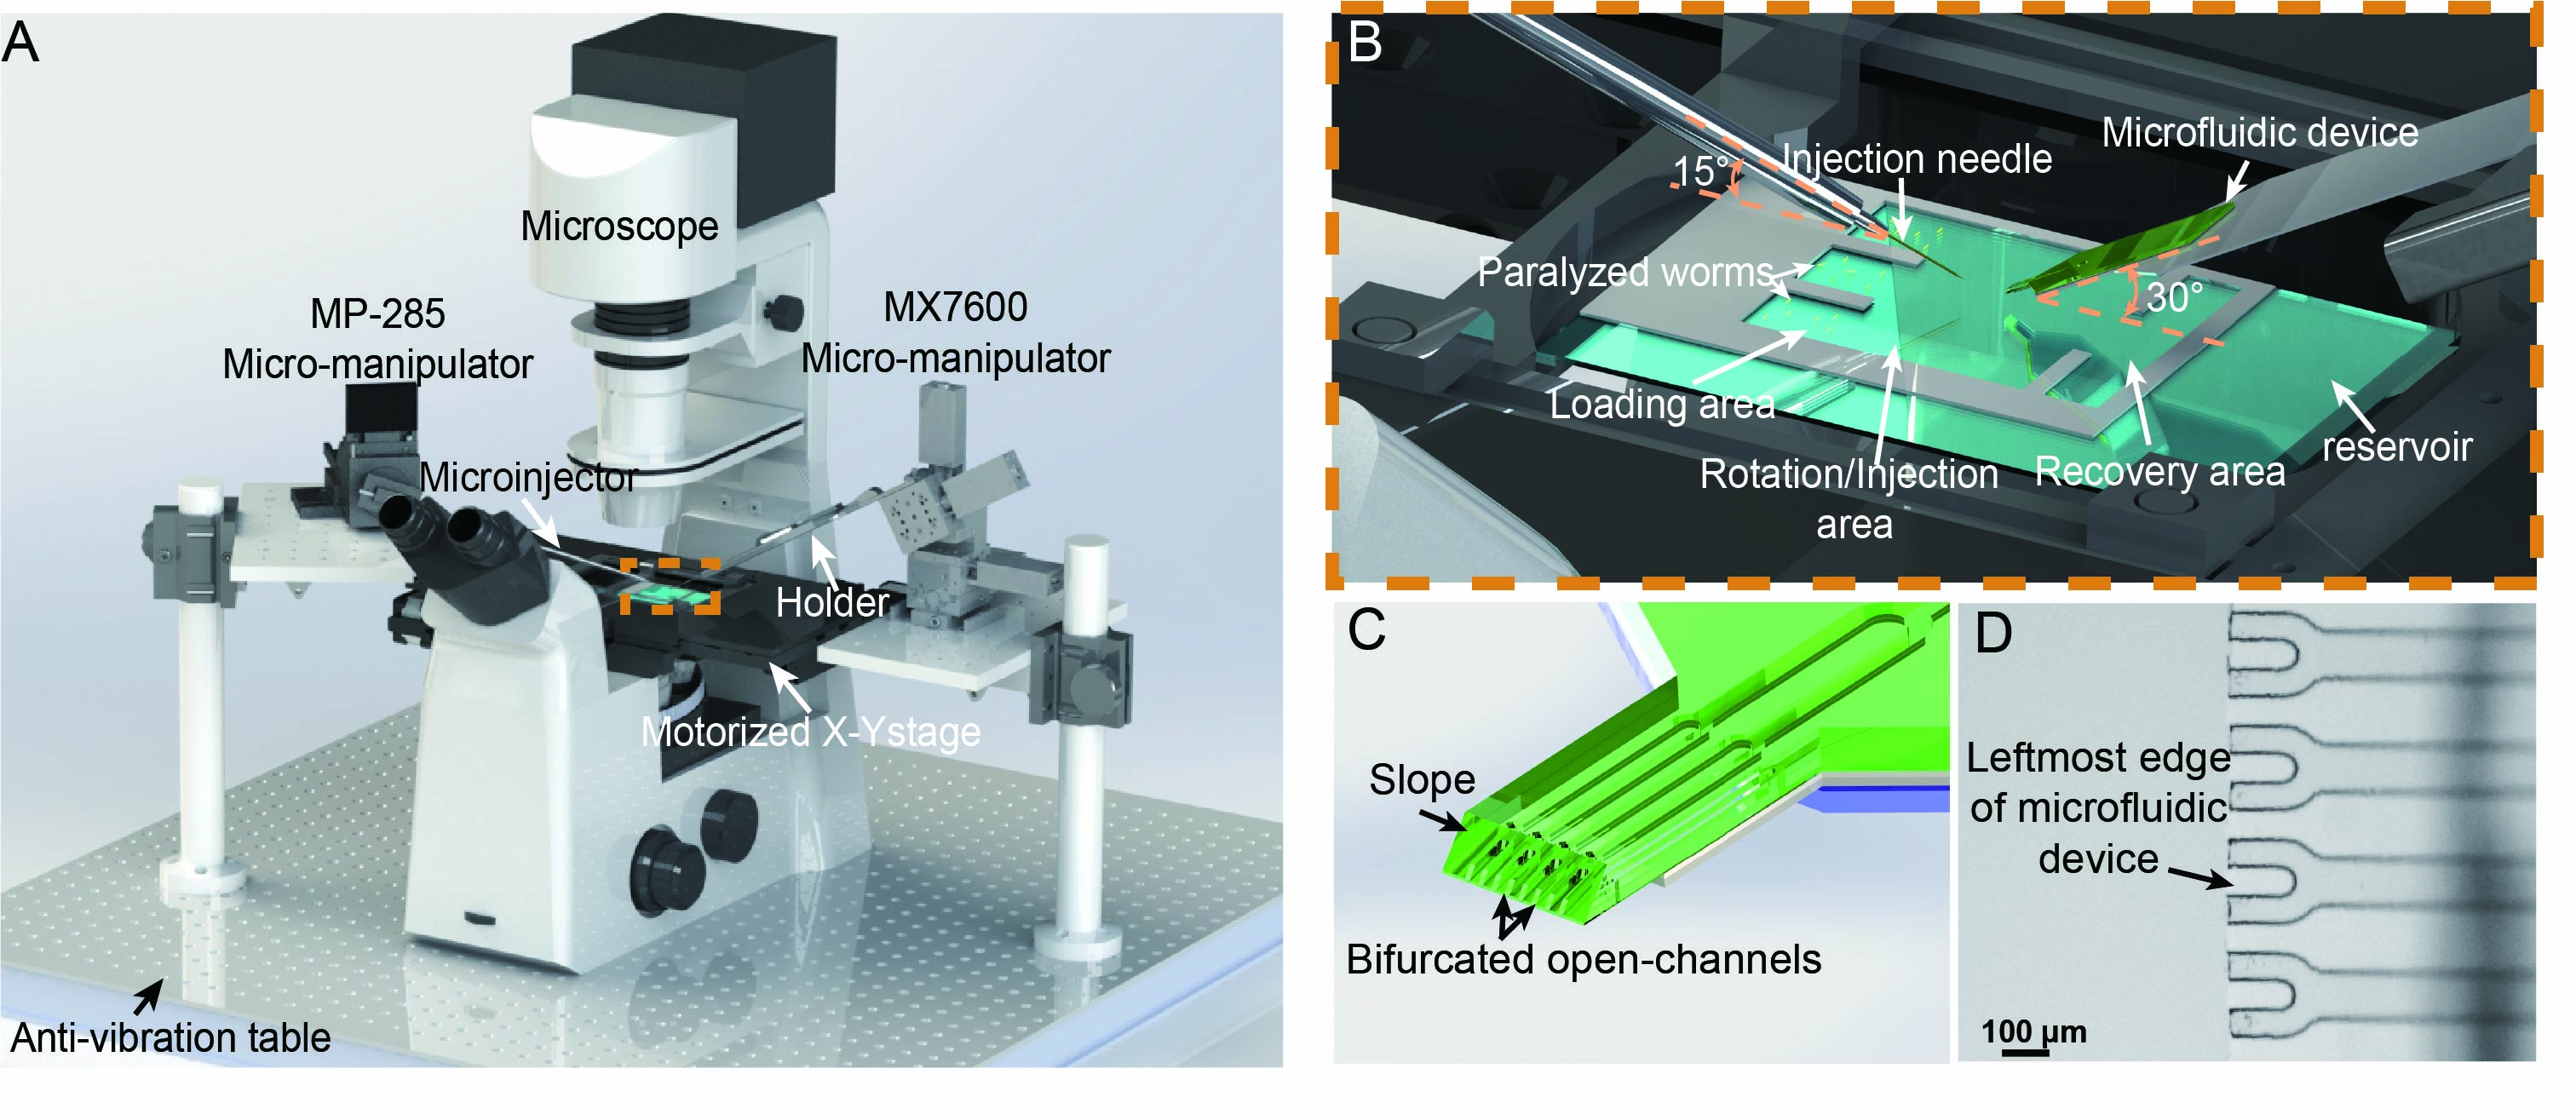 A
Microscope
MP-285
Micro-manipulator
MX7600
Micro-manipulator
Microinjector
Holder
Motorized X-Ystage
Anti-vibration table
B
15°
Injection needle
Microfluidic device
Paralyzed worms
30°
Loading area
Rotation/Injection
area
Recovery area
reservoir
C
Slope
Bifurcated open-channels
D
Leftmost edge
of microfluidic
device
100 µm